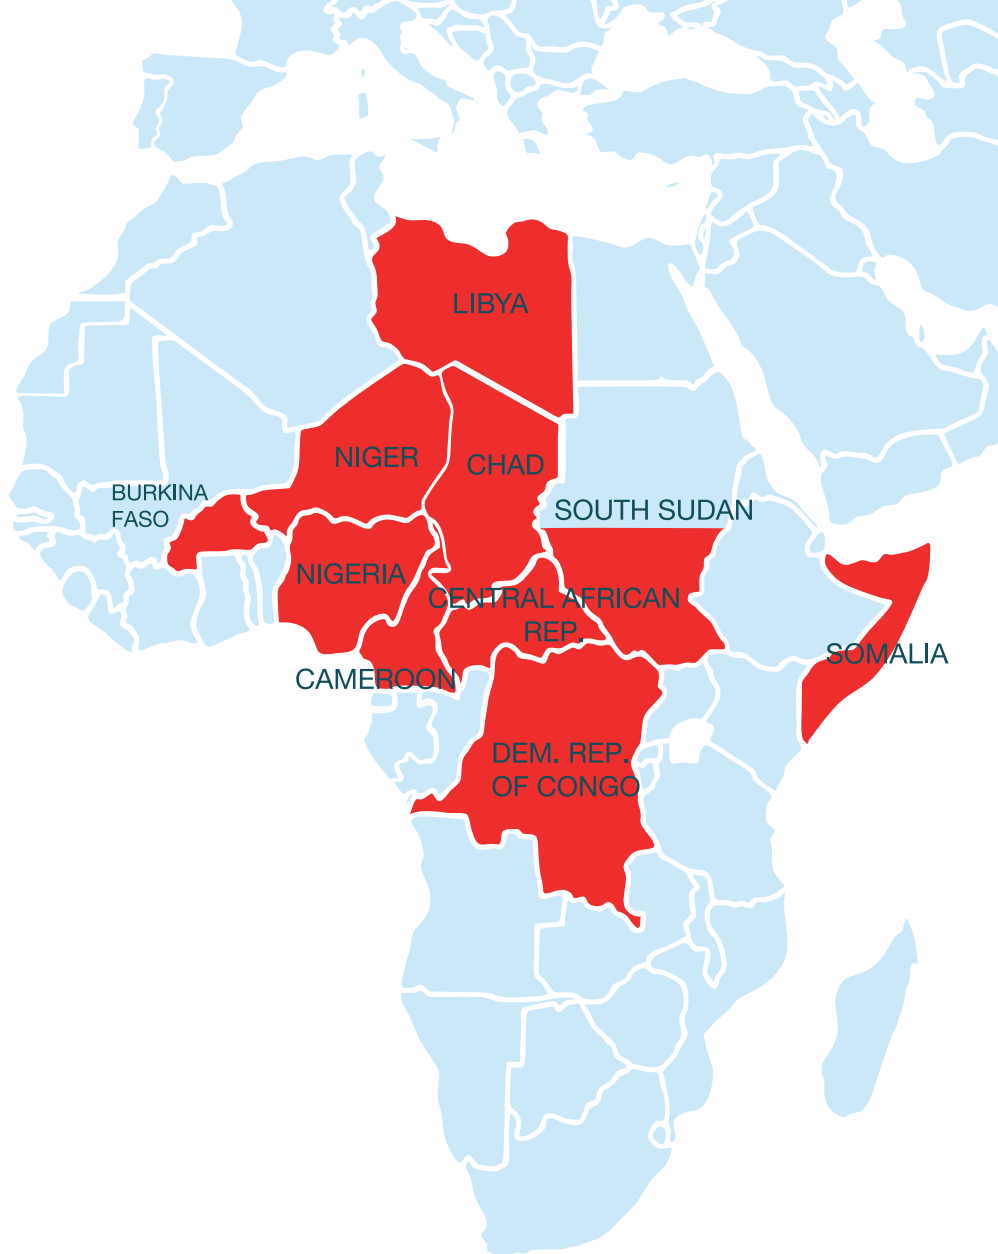 LIBYA
NIGER
CHAD
BURKINA
FASO
SOUTH SUDAN
NIGERIA
CENTRAL AFRICAN
REP.
CAMEROON
SOMALIA
DEM. REP.
OF CONGO